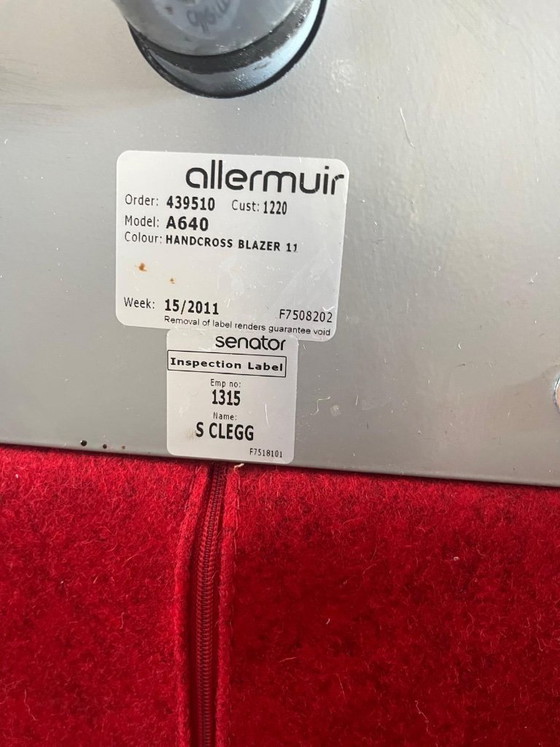 allermuir
Order: 439510 Cust: 1220
Model: A640
Colour: HANDCROSS BLAZER 11
Week: 15/2011 F7508202
Removal of label renders guarantee void
senator
Inspection Label
Emp no:
1315
Name:
S CLEGG
F7518101